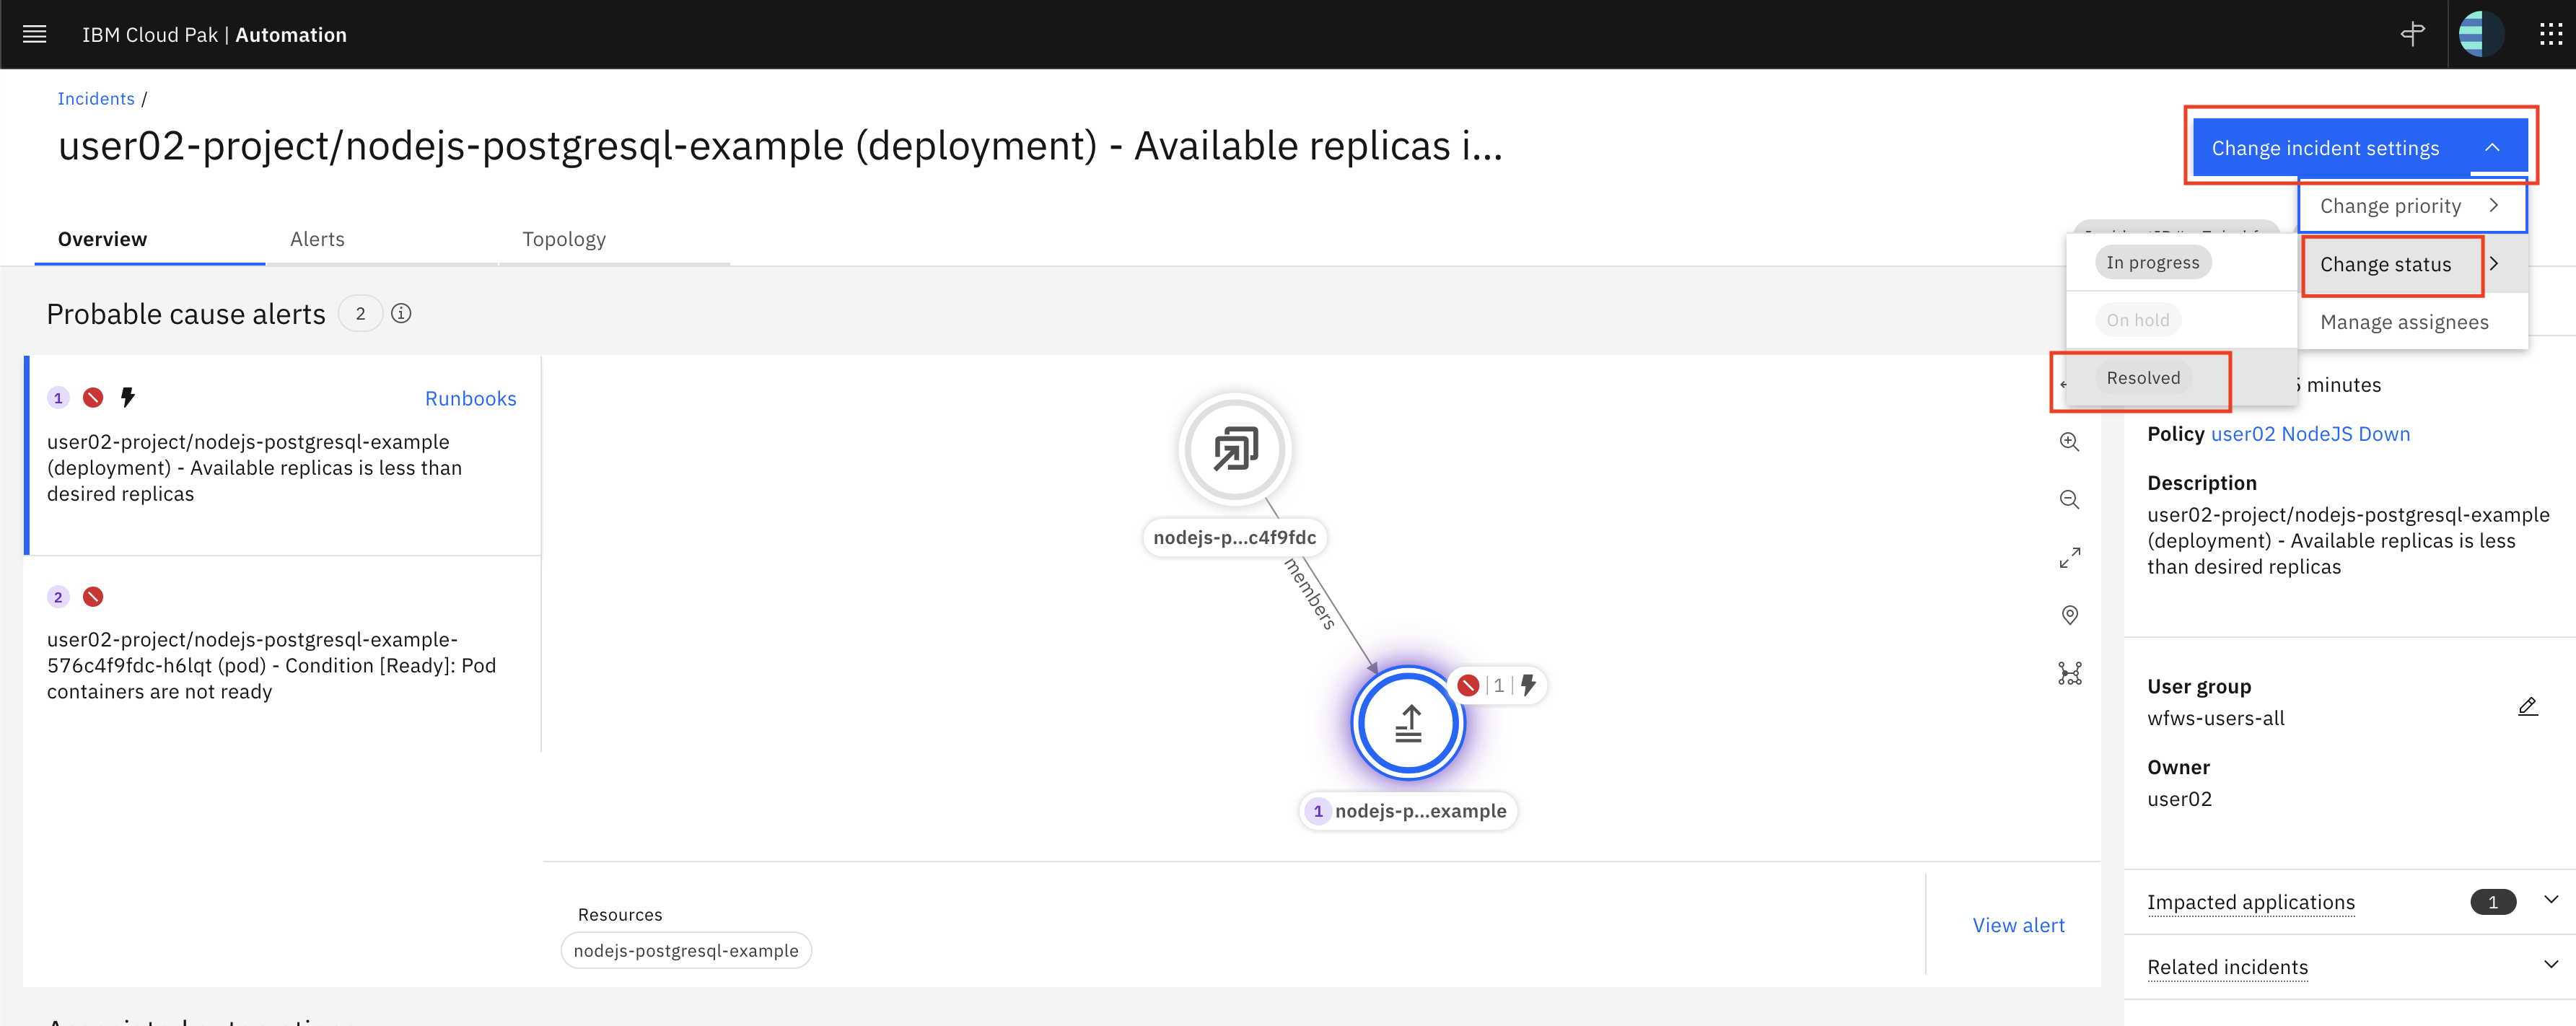 IBM Cloud Pak | Automation
Incidents /
user02-project/nodejs-postgresql-example (deployment) - Available replicas i...
Change incident settings
Change priority
Change status
Manage assignees
In progress
On hold
Resolved
Overview
Alerts
Topology
Probable cause alerts 2
1
Runbooks
user02-project/nodejs-postgresql-example
(deployment) - Available replicas is less than
desired replicas
2
user02-project/nodejs-postgresql-example-
576c4f9fdc-h6lqt (pod) - Condition [Ready]: Pod
containers are not ready
nodejs-p...c4f9fdc
members
1
1 nodejs-p...example
Resources
nodejs-postgresql-example
View alert
minutes
Policy user02 NodeJS Down
Description
user02-project/nodejs-postgresql-example
(deployment) - Available replicas is less
than desired replicas
User group
wfws-users-all
Owner
user02
Impacted applications 1
Related incidents